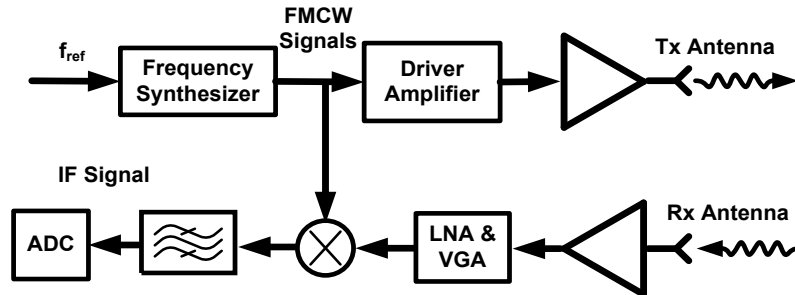 FMCW
Signals
f_ref
Frequency
Synthesizer
Driver
Amplifier
Tx Antenna
IF Signal
ADC
LNA &
VGA
Rx Antenna